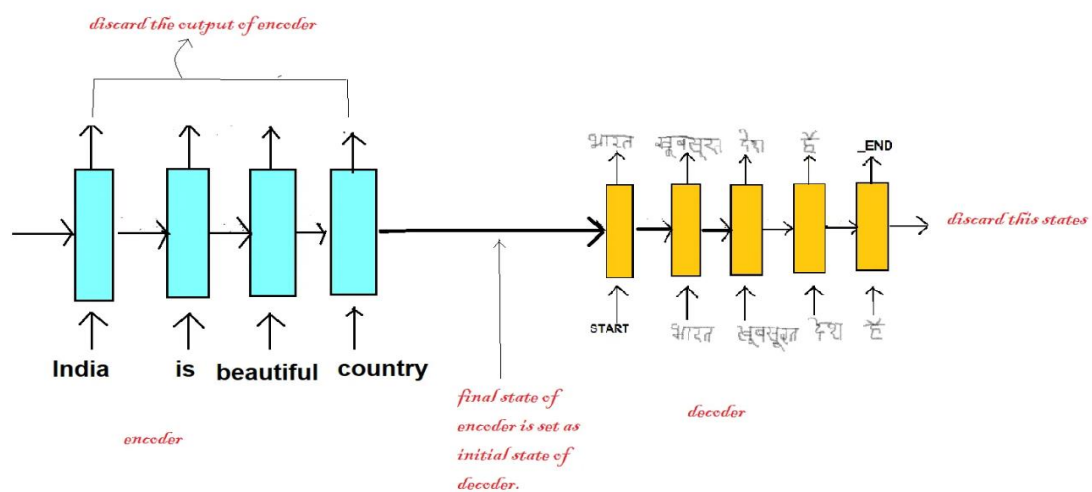 discard the output of encoder
भारत खूबसूरत देश हैं _END
discard this states
START भारत खूबसूरत देश हैं
India is beautiful country
final state of
encoder is set as
initial state of
decoder.
decoder
encoder